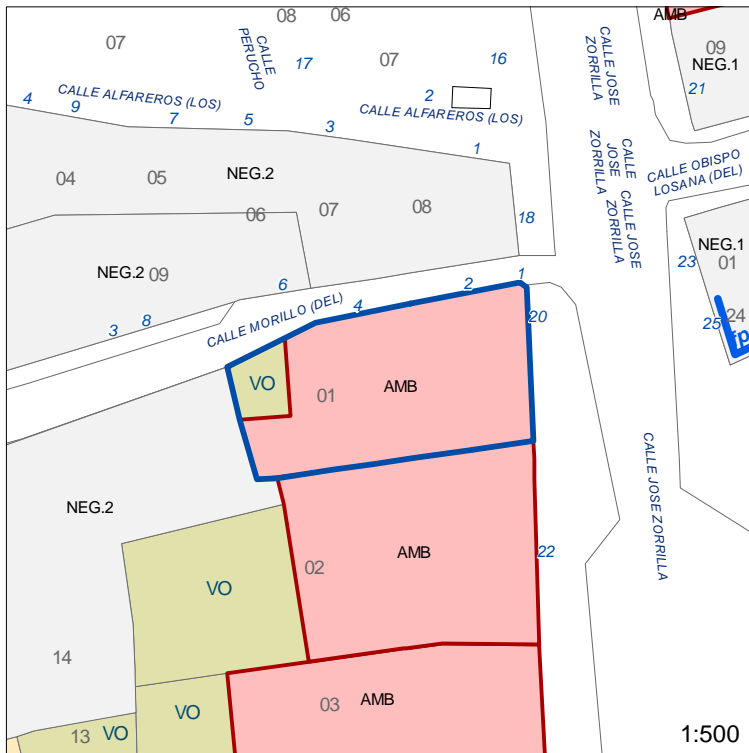 08 06
AMB
07
CALLE
PERUCHO
17
07
16
CALLE JOSE
ZORRILLA
09
NEG.1
21
4
9
CALLE ALFAREROS (LOS)
7
5
3
2
CALLE ALFAREROS (LOS)
1
CALLE
JOSE
ZORRILLA
CALLE JOSE
ZORRILLA
CALLE OBISPO
LOSANA (DEL)
04
05
NEG.2
06
07
08
18
NEG.1
01
23
24
25
fp
NEG.2 09
3
8
6
CALLE MORILLO (DEL)
4
2
1
20
VO
01
AMB
NEG.2
CALLE JOSE ZORRILLA
VO
02
AMB
22
14
03
AMB
VO
13
VO
1:500